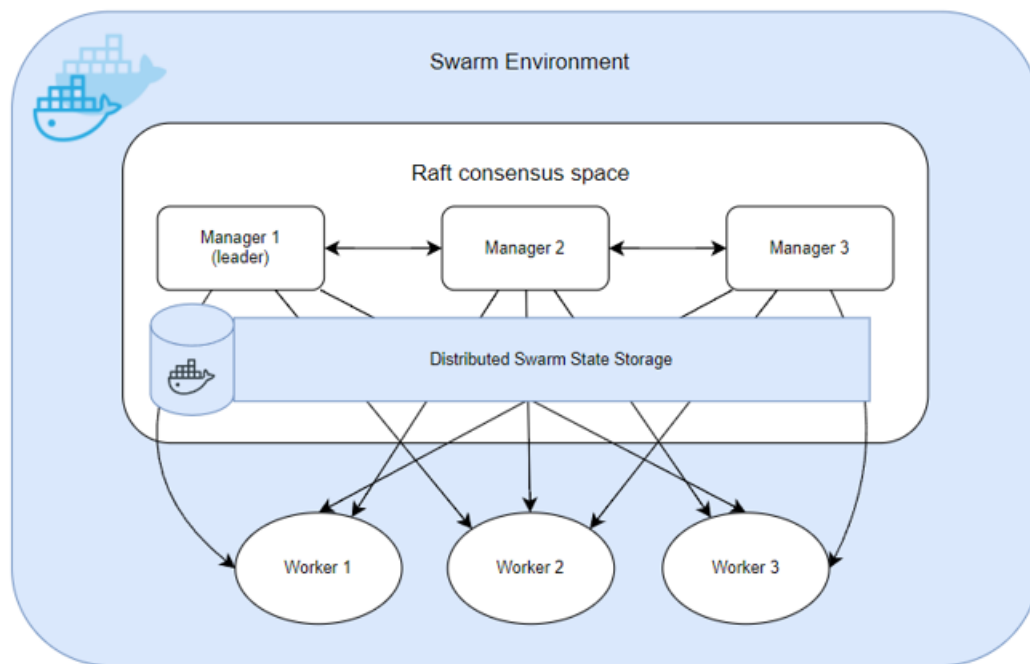 Swarm Environment
Raft consensus space
Manager 1
(leader)
Manager 2
Manager 3
Distributed Swarm State Storage
Worker 1
Worker 2
Worker 3